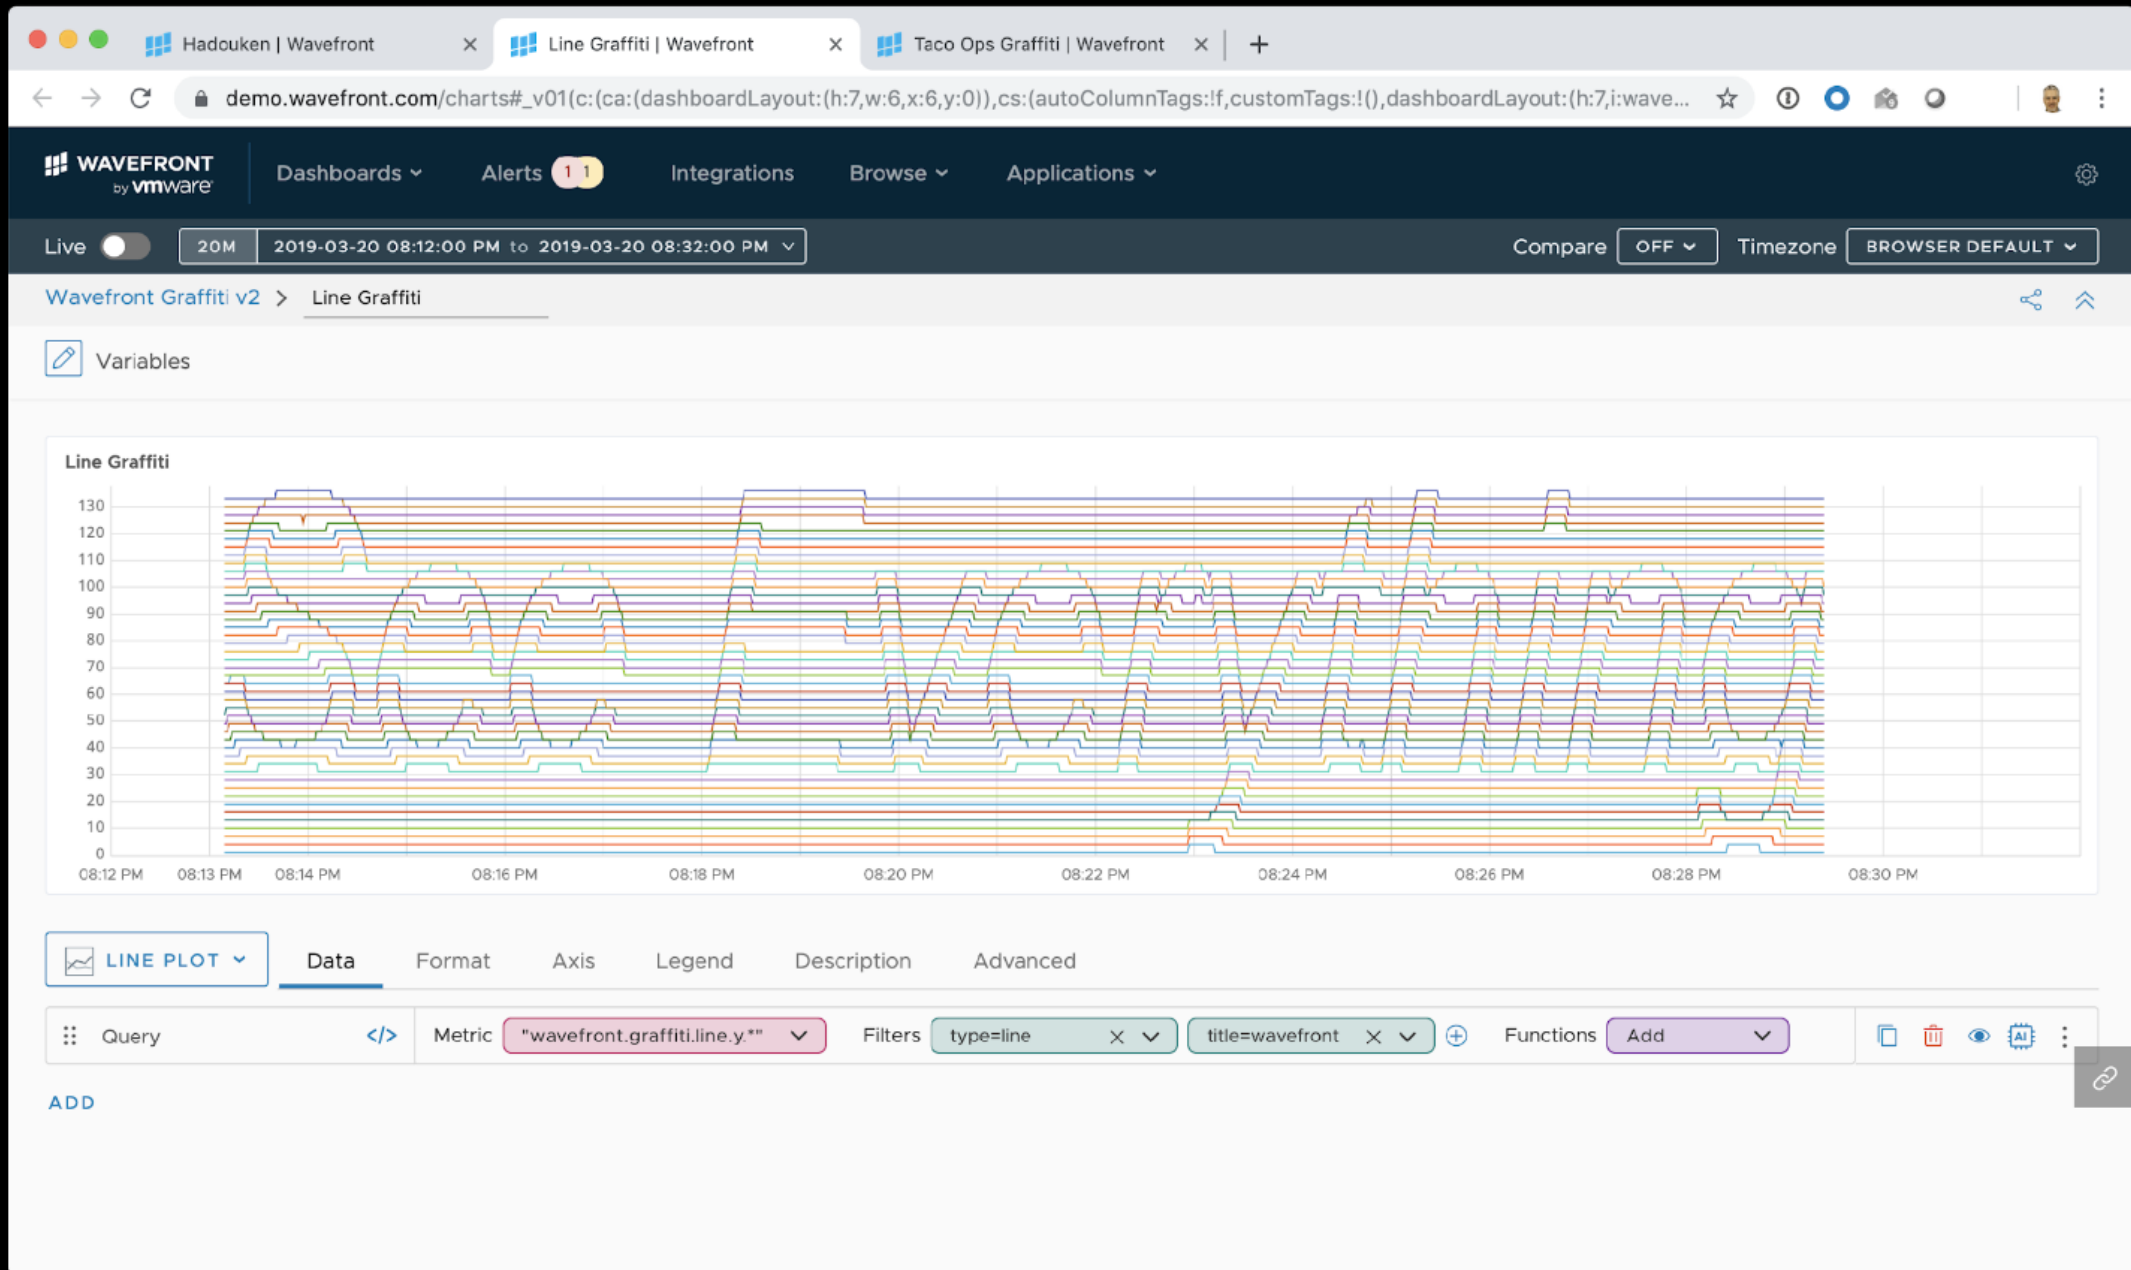 Hadouken | Wavefront
Line Graffiti | Wavefront
Taco Ops Graffiti | Wavefront
demo.wavefront.com/charts#_v01(c:(ca:(dashboardLayout:(h:7,w:6,x:6,y:0)),cs:(autoColumnTags:!f,customTags:!(),dashboardLayout:(h:7,i:wave...
WAVEFRONT
by vmware
Dashboards
Alerts 1 1
Integrations
Browse
Applications
Live
20M 2019-03-20 08:12:00 PM to 2019-03-20 08:32:00 PM
Compare OFF
Timezone BROWSER DEFAULT
Wavefront Graffiti v2 > Line Graffiti
Variables
Line Graffiti
130
120
110
100
90
80
70
60
50
40
30
20
10
0
08:12 PM 08:13 PM 08:14 PM 08:16 PM 08:18 PM 08:20 PM 08:22 PM 08:24 PM 08:26 PM 08:28 PM 08:30 PM
LINE PLOT Data Format Axis Legend Description Advanced
Query </> Metric "wavefront.graffiti.line.y.*" Filters type=line title=wavefront Functions Add AI
ADD